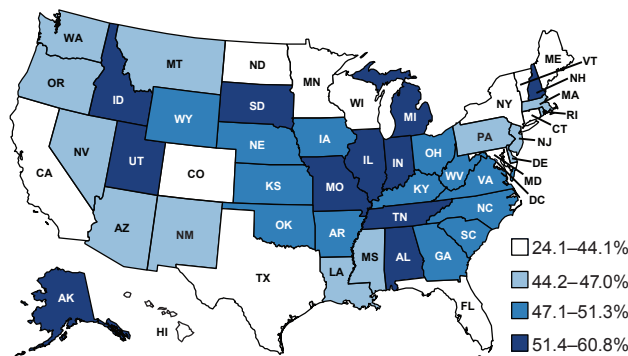 WA
MT
ND
MN
ME
VT
NH
MA
RI
CT
NJ
DE
MD
DC
OR
ID
SD
WI
MI
NY
WY
NE
IA
PA
NV
UT
CO
IL
IN
OH
CA
KS
MO
KY
WV
VA
AZ
NM
OK
AR
TN
NC
SC
TX
LA
MS
AL
GA
FL
AK
HI
24.1–44.1%
44.2–47.0%
47.1–51.3%
51.4–60.8%